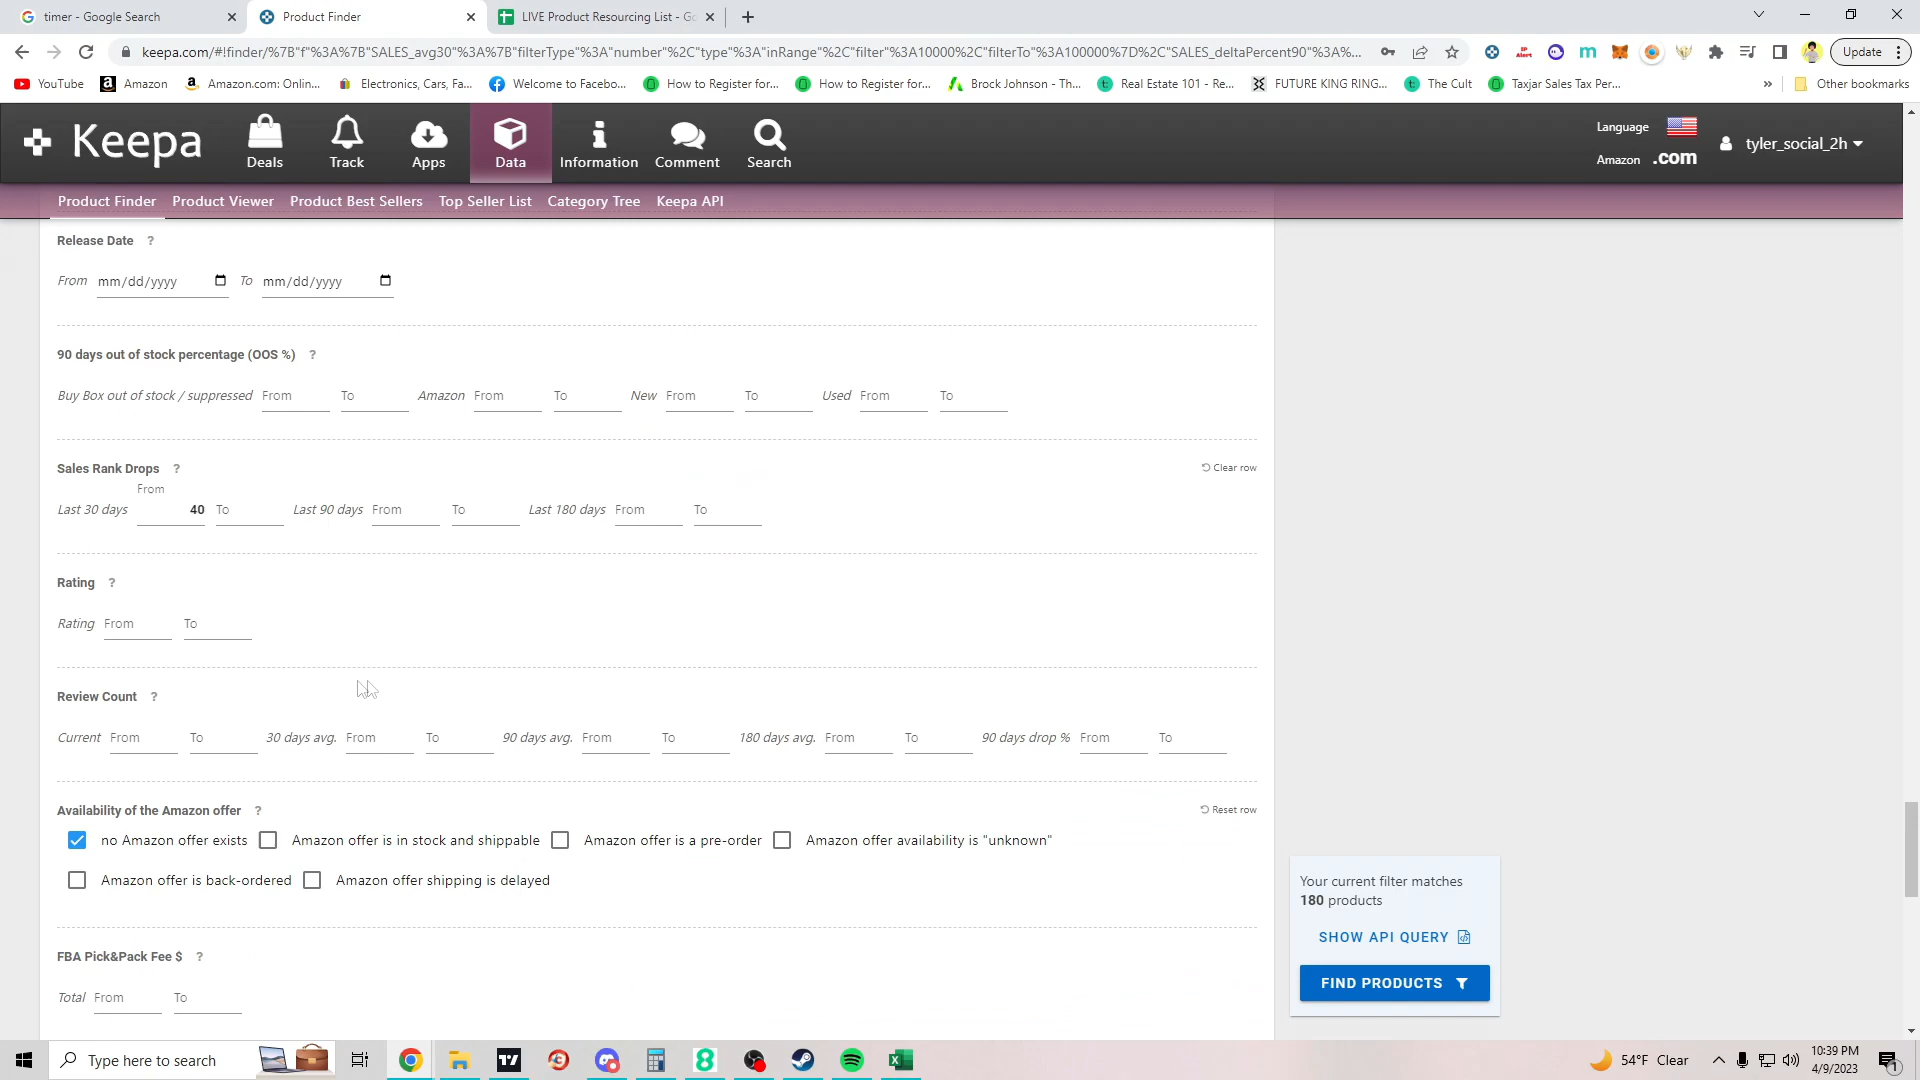 timer - Google Search
Product Finder
LIVE Product Resourcing List - Go
keepa.com/#!finder/%7B"f"%3A%7B"SALES_avg30"%3A%7B"filterType"%3A"number"%2C"type"%3A"inRange"%2C"filter"%3A10000%2C"filterTo"%3A100000%7D%2C"SALES_deltaPercent90"%3A%...
Update
YouTube
Amazon
Amazon.com: Onlin...
Electronics, Cars, Fa...
Welcome to Facebo...
How to Register for...
How to Register for...
Brock Johnson - Th...
Real Estate 101 - Re...
FUTURE KING RING...
The Cult
Taxjar Sales Tax Per...
»
Other bookmarks
Keepa
Deals
Track
Apps
Data
Information
Comment
Search
Language
Amazon .com
tyler_social_2h
Product Finder Product Viewer Product Best Sellers Top Seller List Category Tree Keepa API
Release Date ?
From mm/dd/yyyy To mm/dd/yyyy
90 days out of stock percentage (OOS %) ?
Buy Box out of stock / suppressed From To Amazon From To New From To Used From To
Sales Rank Drops ?
Clear row
From
Last 30 days 40 To Last 90 days From To Last 180 days From To
Rating ?
Rating From To
Review Count ?
Current From To 30 days avg. From To 90 days avg. From To 180 days avg. From To 90 days drop % From To
Availability of the Amazon offer ?
Reset row
no Amazon offer exists Amazon offer is in stock and shippable Amazon offer is a pre-order Amazon offer availability is "unknown"
Amazon offer is back-ordered Amazon offer shipping is delayed
FBA Pick&Pack Fee $ ?
Total From To
Your current filter matches
180 products
SHOW API QUERY
FIND PRODUCTS
Type here to search
54°F Clear
10:39 PM
4/9/2023
1